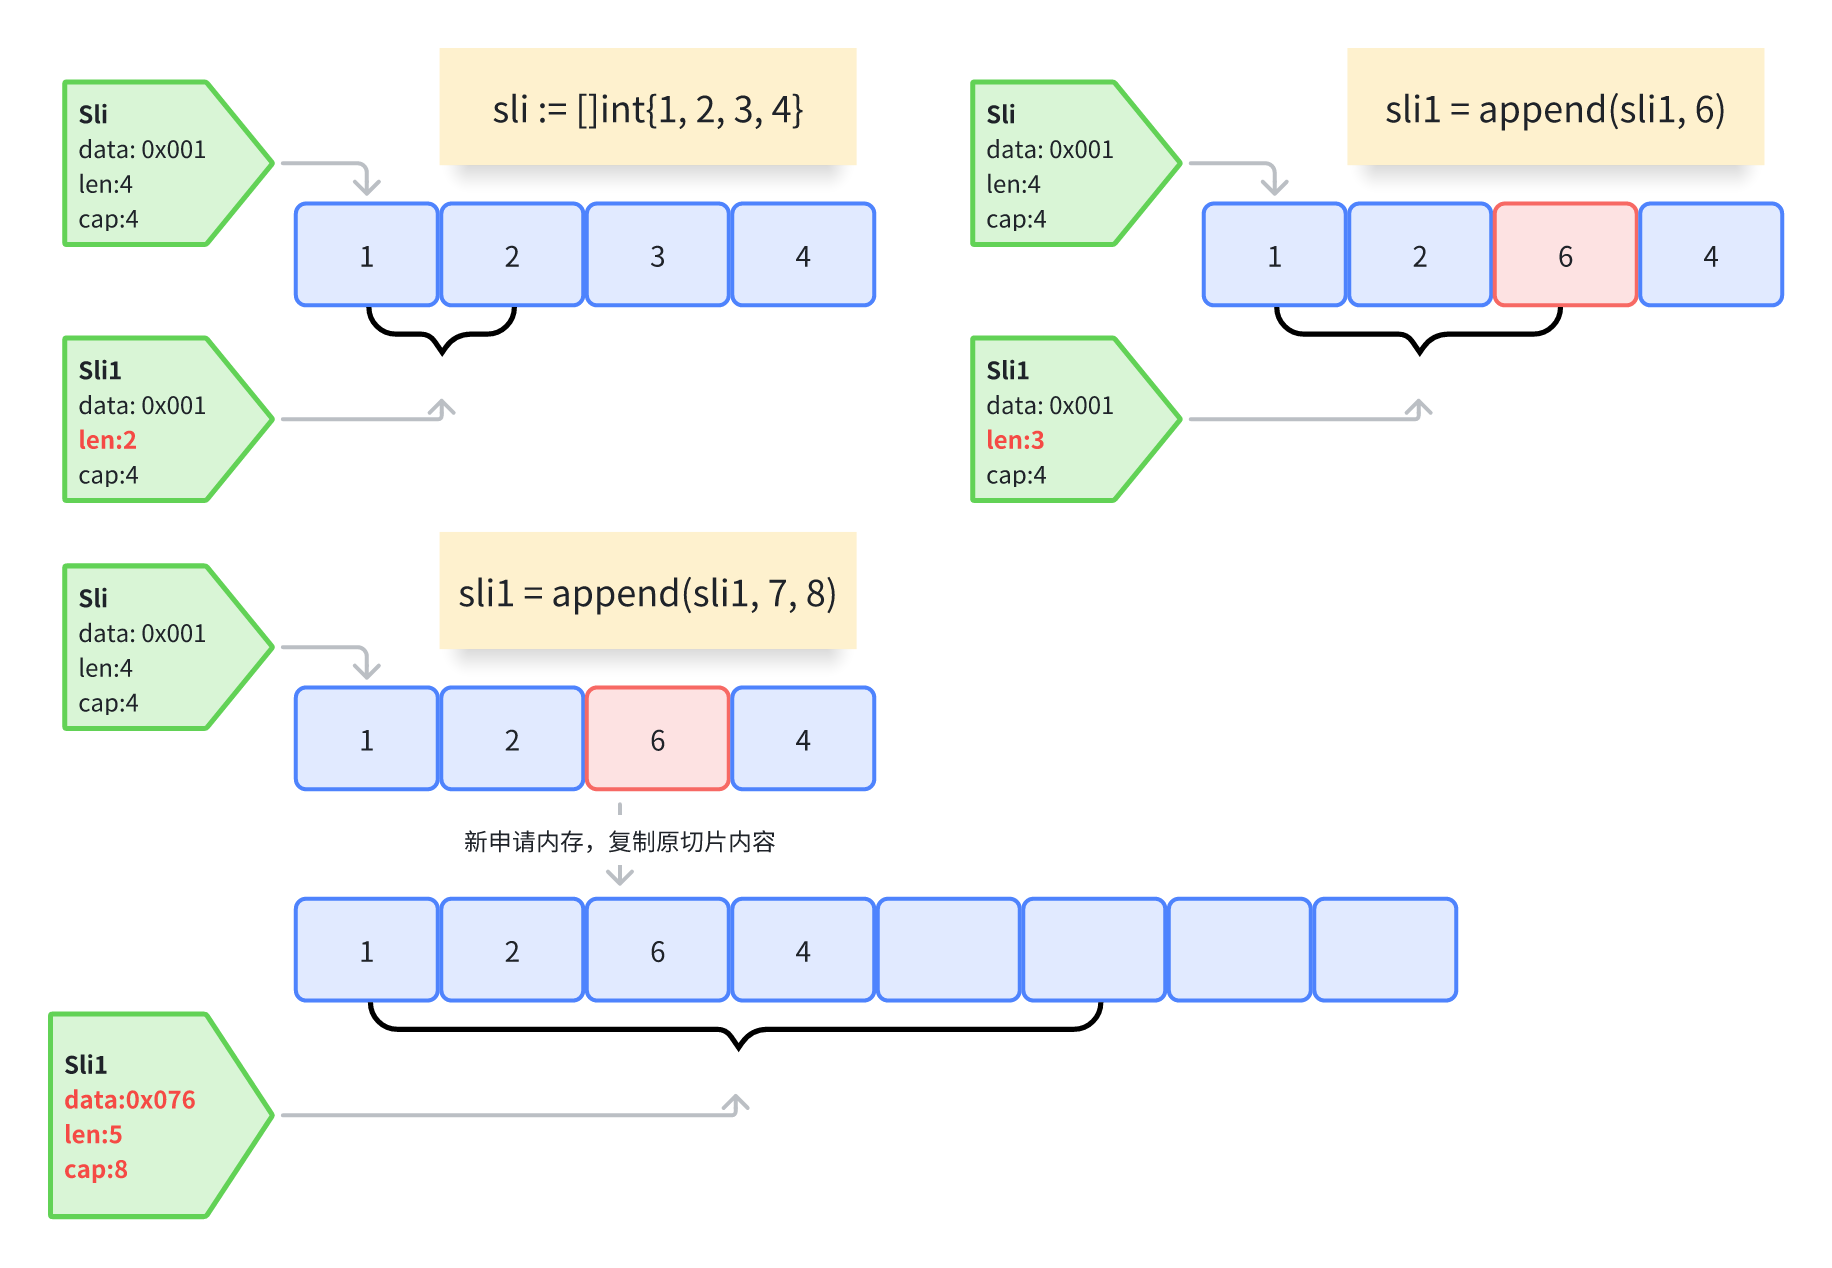 sli := []int{1, 2, 3, 4}
Sli
data: 0x001
len:4
cap:4
1 2 3 4
Sli1
data: 0x001
len:2
cap:4
sli1 = append(sli1, 6)
Sli
data: 0x001
len:4
cap:4
1 2 6 4
Sli1
data: 0x001
len:3
cap:4
sli1 = append(sli1, 7, 8)
Sli
data: 0x001
len:4
cap:4
1 2 6 4
新申请内存，复制原切片内容
1 2 6 4
Sli1
data:0x076
len:5
cap:8